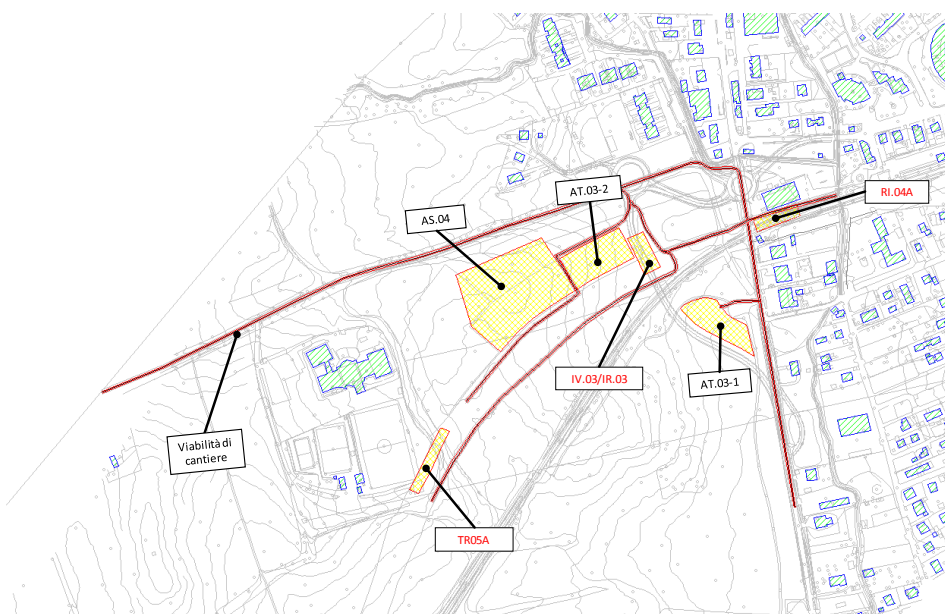 AT.03-2
RI.04A
AS.04
IV.03/IR.03
AT.03-1
Viabilità di
cantiere
TR05A